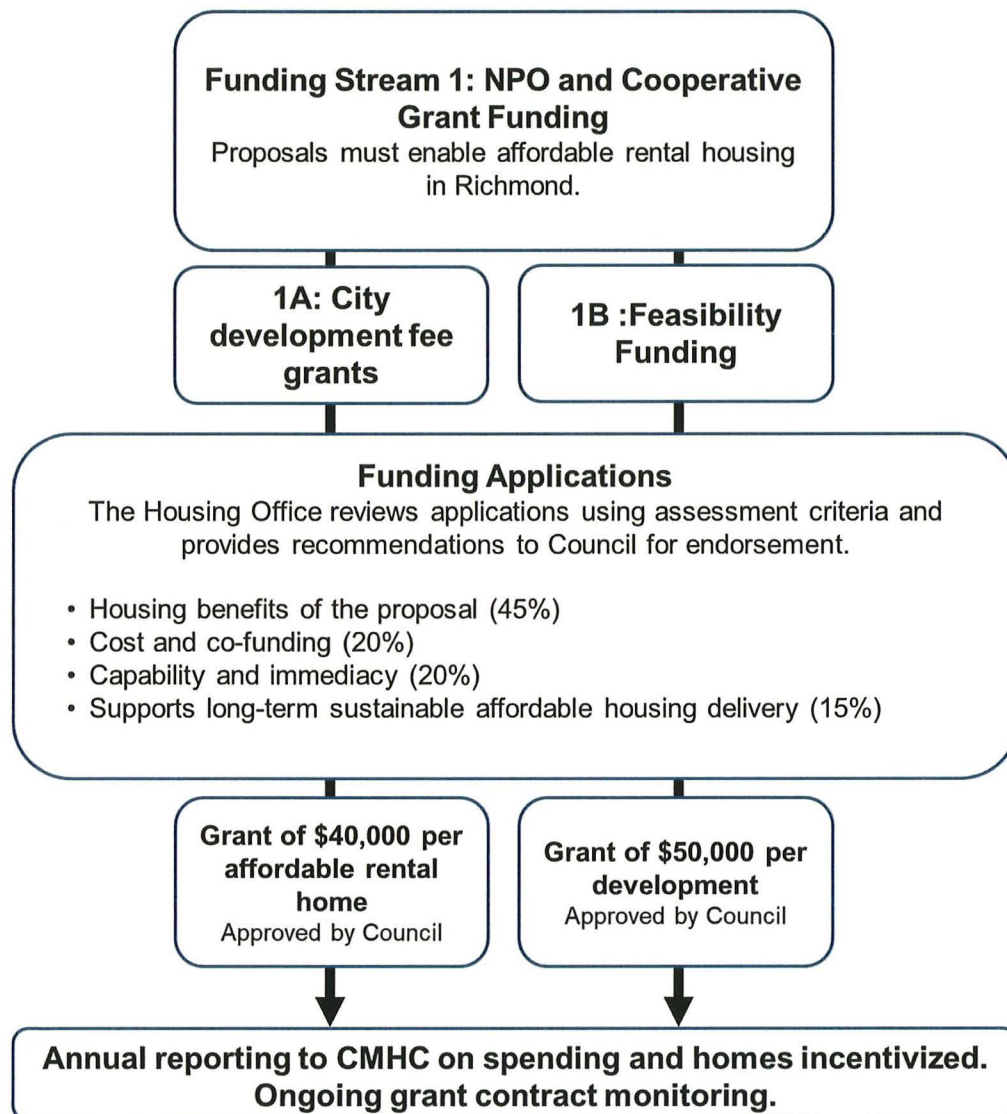 Funding Stream 1: NPO and Cooperative
Grant Funding
Proposals must enable affordable rental housing
in Richmond.
1A: City
development fee
grants
1B :Feasibility
Funding
Funding Applications
The Housing Office reviews applications using assessment criteria and
provides recommendations to Council for endorsement.
• Housing benefits of the proposal (45%)
• Cost and co-funding (20%)
• Capability and immediacy (20%)
• Supports long-term sustainable affordable housing delivery (15%)
Grant of $40,000 per
affordable rental
home
Approved by Council
Grant of $50,000 per
development
Approved by Council
Annual reporting to CMHC on spending and homes incentivized.
Ongoing grant contract monitoring.